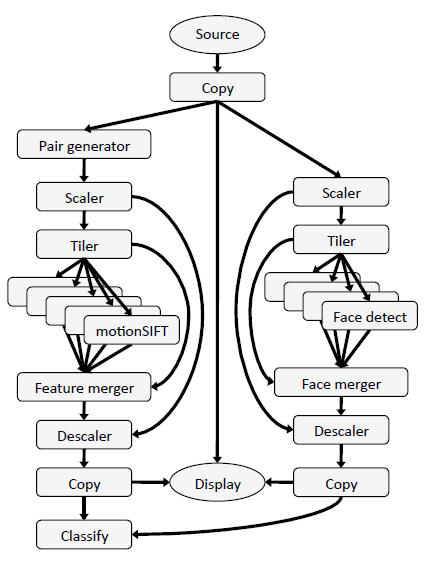 Source
Copy
Pair generator
Scaler
Scaler
Tiler
Tiler
motionSIFT
Face detect
Feature merger
Face merger
Descaler
Descaler
Copy
Display
Copy
Classify